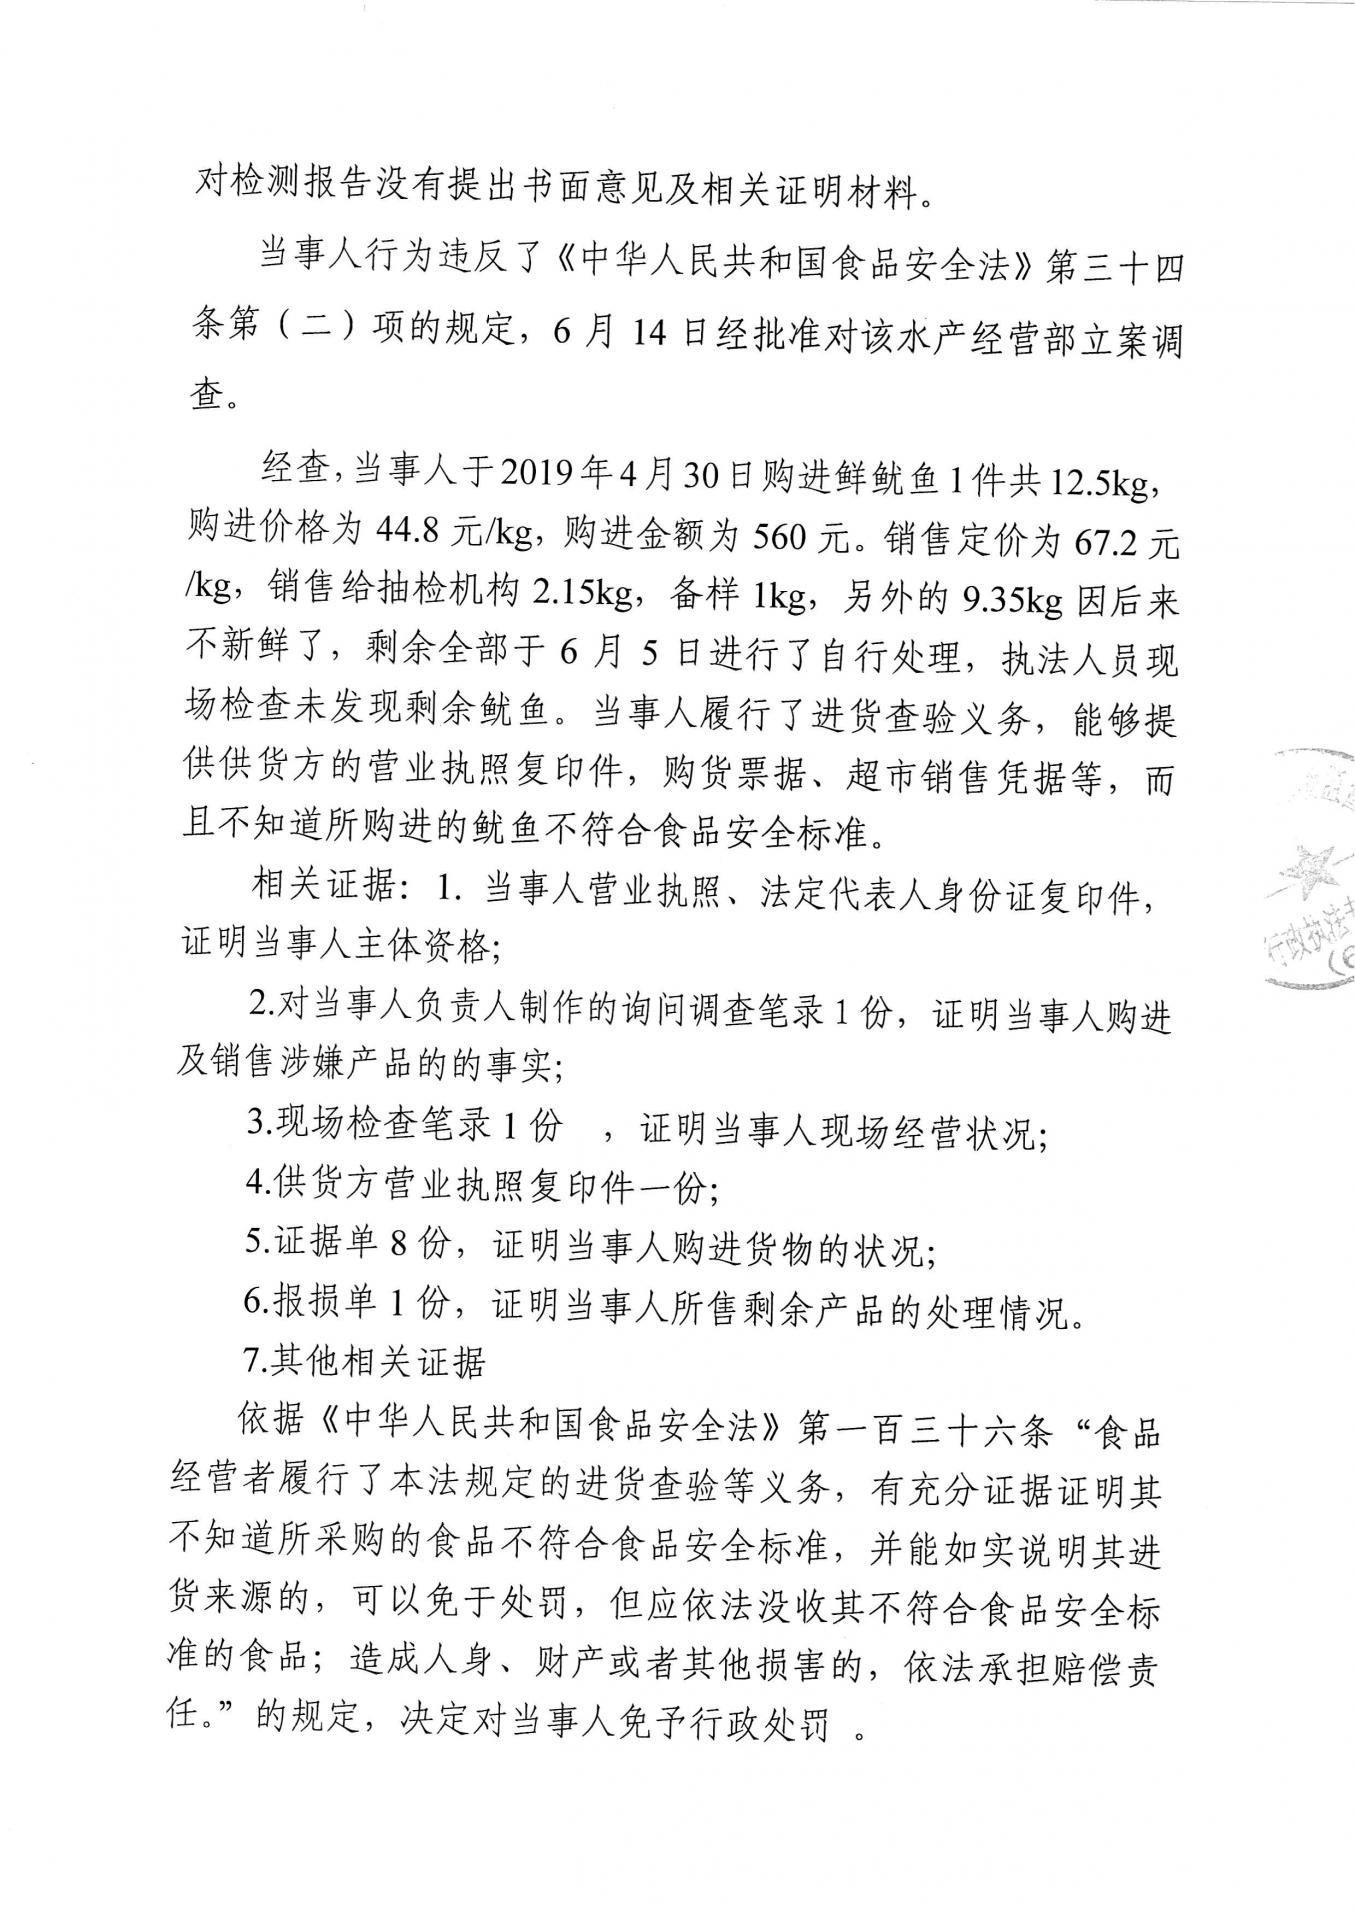 对检测报告没有提出书面意见及相关证明材料。
当事人行为违反了《中华人民共和国食品安全法》第三十四
条第（二）项的规定，6 月 14 日经批准对该水产经营部立案调
查。
经查，当事人于2019年4月30日购进鲜鱿鱼1件共12.5kg，
购进价格为 44.8 元/kg，购进金额为 560 元。销售定价为 67.2 元
/kg，销售给抽检机构 2.15kg，备样 1kg，另外的 9.35kg 因后来
不新鲜了，剩余全部于 6 月 5 日进行了自行处理，执法人员现
场检查未发现剩余鱿鱼。当事人履行了进货查验义务，能够提
供供货方的营业执照复印件，购货票据、超市销售凭据等，而
且不知道所购进的鱿鱼不符合食品安全标准。
相关证据：1. 当事人营业执照、法定代表人身份证复印件，
证明当事人主体资格；
2.对当事人负责人制作的询问调查笔录 1 份，证明当事人购进
及销售涉嫌产品的的事实；
3.现场检查笔录 1 份 ，证明当事人现场经营状况；
4.供货方营业执照复印件一份；
5.证据单 8 份，证明当事人购进货物的状况；
6.报损单 1 份，证明当事人所售剩余产品的处理情况。
7.其他相关证据
依据《中华人民共和国食品安全法》第一百三十六条“食品
经营者履行了本法规定的进货查验等义务，有充分证据证明其
不知道所采购的食品不符合食品安全标准，并能如实说明其进
货来源的，可以免于处罚，但应依法没收其不符合食品安全标
准的食品；造成人身、财产或者其他损害的，依法承担赔偿责
任。”的规定，决定对当事人免予行政处罚 。
行政执法